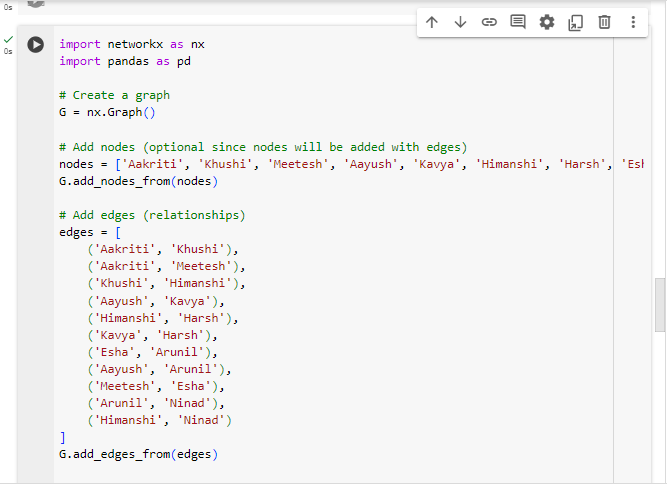 0s
0s
import networkx as nx
import pandas as pd
# Create a graph
G = nx.Graph()
# Add nodes (optional since nodes will be added with edges)
nodes = ['Aakriti', 'Khushi', 'Meetesh', 'Aayush', 'Kavya', 'Himanshi', 'Harsh',
G.add_nodes_from(nodes)
# Add edges (relationships)
edges = [
('Aakriti', 'Khushi'),
('Aakriti', 'Meetesh'),
('Khushi', 'Himanshi'),
('Aayush', 'Kavya'),
('Himanshi', 'Harsh'),
('Kavya', 'Harsh'),
('Esha', 'Arunil'),
('Aayush', 'Arunil'),
('Meetesh', 'Esha'),
('Arunil', 'Ninad'),
('Himanshi', 'Ninad')
]
G.add_edges_from(edges)